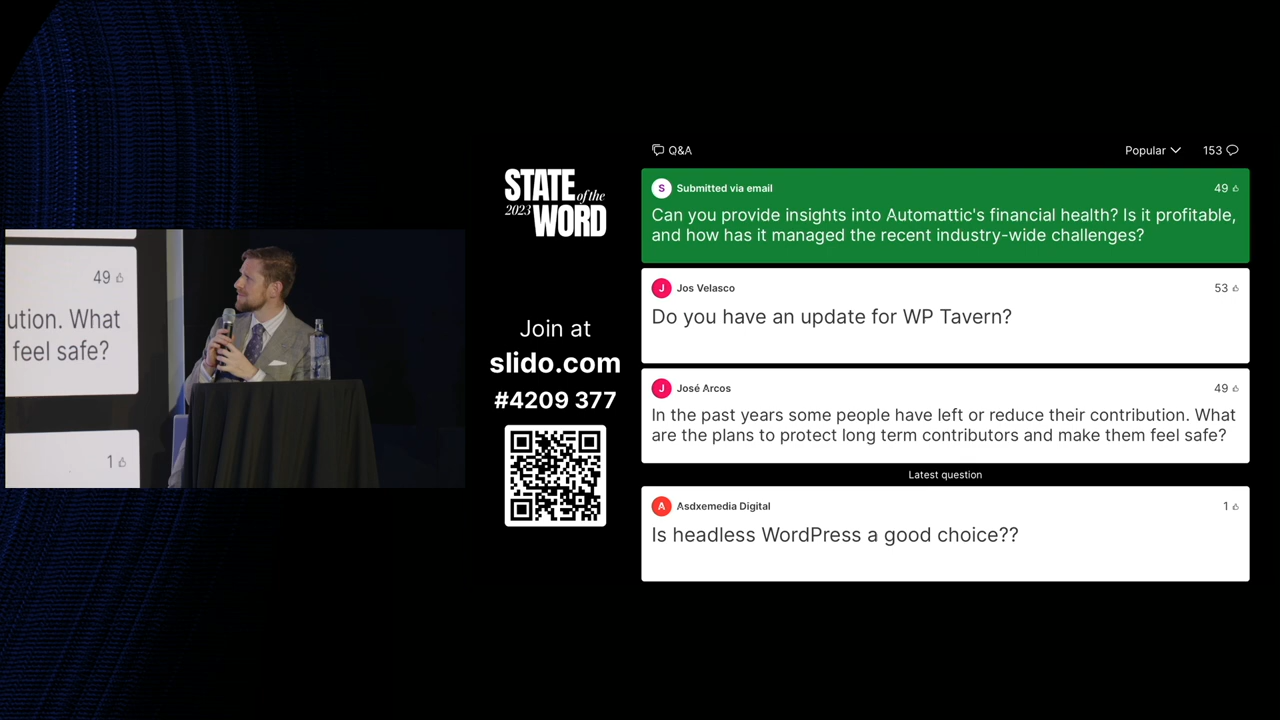 49
ution. What
feel safe?
1
STATE of the
2023 WORD
Join at
slido.com
#4209 377
Q&A
Popular
153
S
Submitted via email
49
Can you provide insights into Automattic's financial health? Is it profitable,
and how has it managed the recent industry-wide challenges?
J
Jos Velasco
53
Do you have an update for WP Tavern?
J
José Arcos
49
In the past years some people have left or reduce their contribution. What
are the plans to protect long term contributors and make them feel safe?
Latest question
A
Asdxemedia Digital
1
Is headless WordPress a good choice??